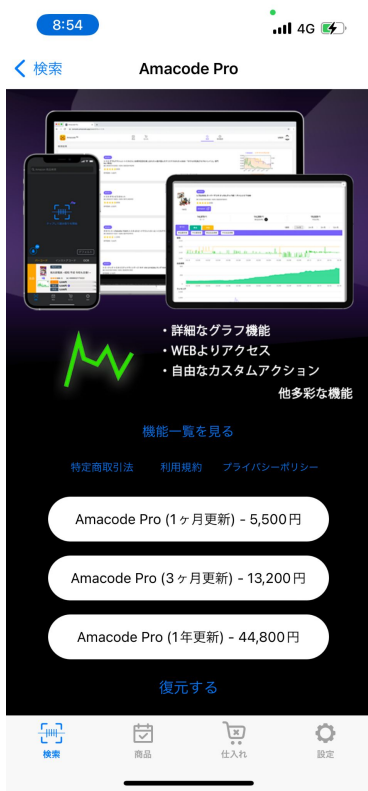 8:54
4G
検索
Amacode Pro
・詳細なグラフ機能
・WEBよりアクセス
・自由なカスタムアクション
他多彩な機能
機能一覧を見る
特定商取引法 利用規約 プライバシーポリシー
Amacode Pro (1ヶ月更新) - 5,500円
Amacode Pro (3ヶ月更新) - 13,200円
Amacode Pro (1年更新) - 44,800円
復元する
検索 商品 仕入れ 設定